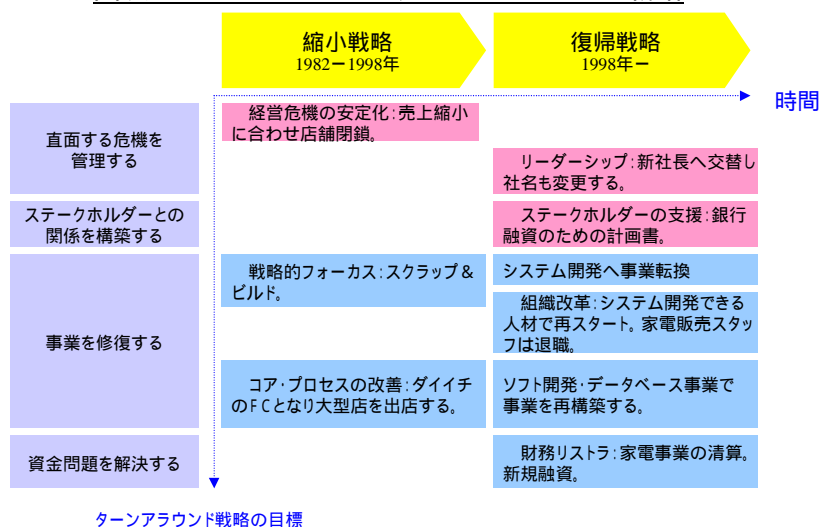 縮小戦略
1982－1998年
復帰戦略
1998年－
時間
直面する危機を
管理する
経営危機の安定化：売上縮小
に合わせ店舗閉鎖。
リーダーシップ：新社長へ交替し
社名も変更する。
ステークホルダーとの
関係を構築する
ステークホルダーの支援：銀行
融資のための計画書。
事業を修復する
戦略的フォーカス：スクラップ＆
ビルド。
システム開発へ事業転換
組織改革：システム開発できる
人材で再スタート。家電販売スタッ
フは退職。
コア・プロセスの改善：ダイイチ
のFCとなり大型店を出店する。
ソフト開発・データベース事業で
事業を再構築する。
資金問題を解決する
財務リストラ：家電事業の清算。
新規融資。
ターンアラウンド戦略の目標